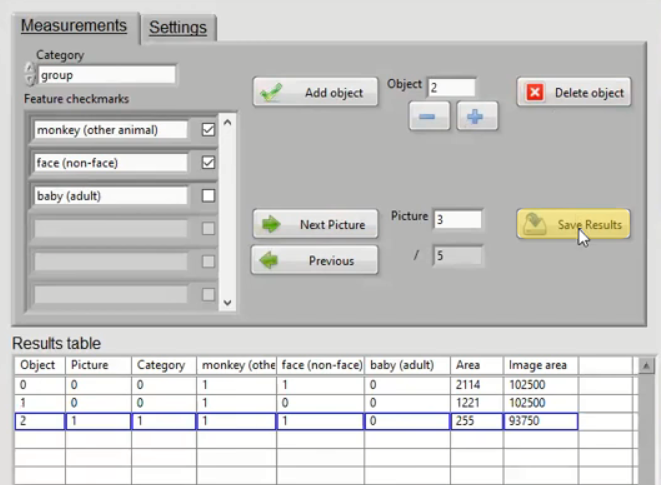 Measurements Settings
Category
group
Feature checkmarks
monkey (other animal)
face (non-face)
baby (adult)
Add object
Object 2
Delete object
Next Picture
Picture 3
Save Results
Previous
/ 5
Results table
Object Picture Category monkey (othe face (non-face) baby (adult) Area Image area
0 0 0 1 1 0 2114 102500
1 0 0 1 0 0 1221 102500
2 1 1 1 1 0 255 93750